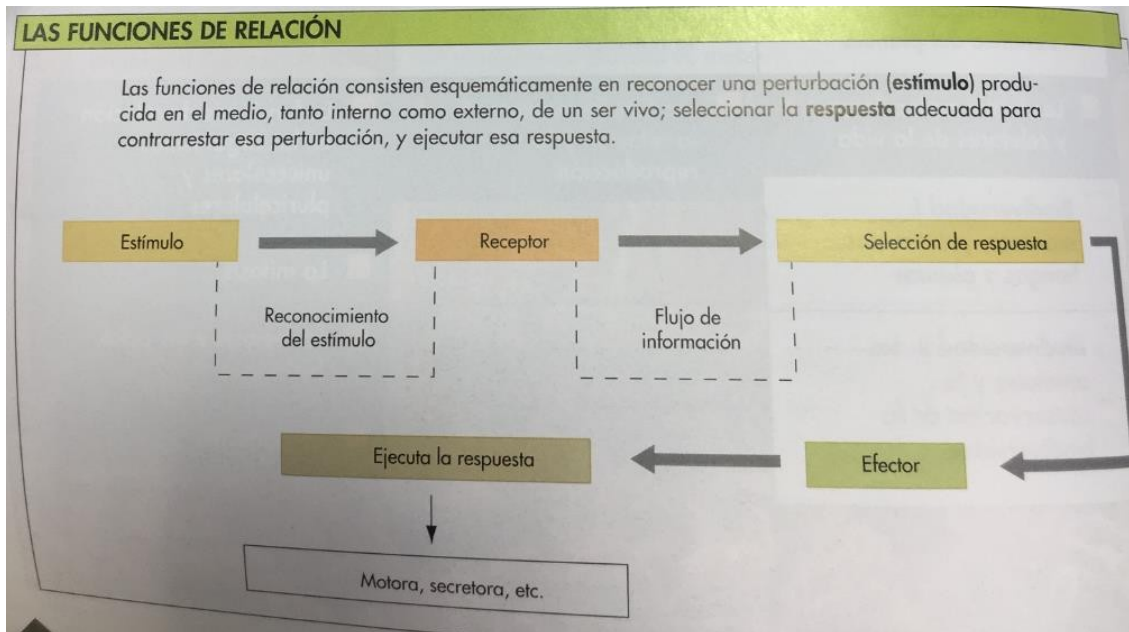 LAS FUNCIONES DE RELACIÓN
Las funciones de relación consisten esquemáticamente en reconocer una perturbación (estímulo) produ-
cida en el medio, tanto interno como externo, de un ser vivo; seleccionar la respuesta adecuada para
contrarrestar esa perturbación, y ejecutar esa respuesta.
Estímulo
Receptor
Selección de respuesta
Reconocimiento
del estímulo
Flujo de
información
Efector
Ejecuta la respuesta
Motora, secretora, etc.